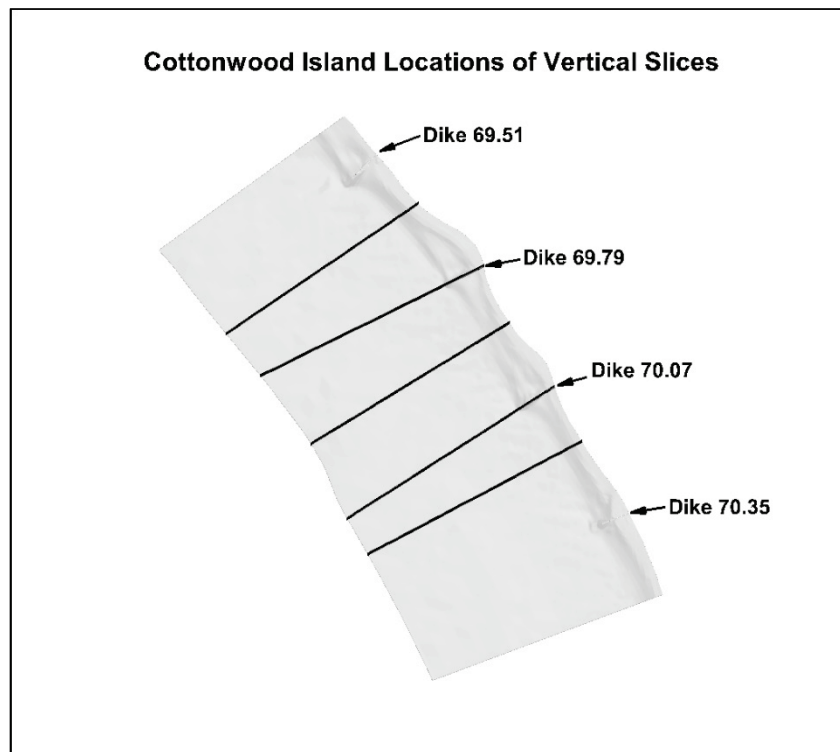 Cottonwood Island Locations of Vertical Slices
Dike 69.51
Dike 69.79
Dike 70.07
Dike 70.35